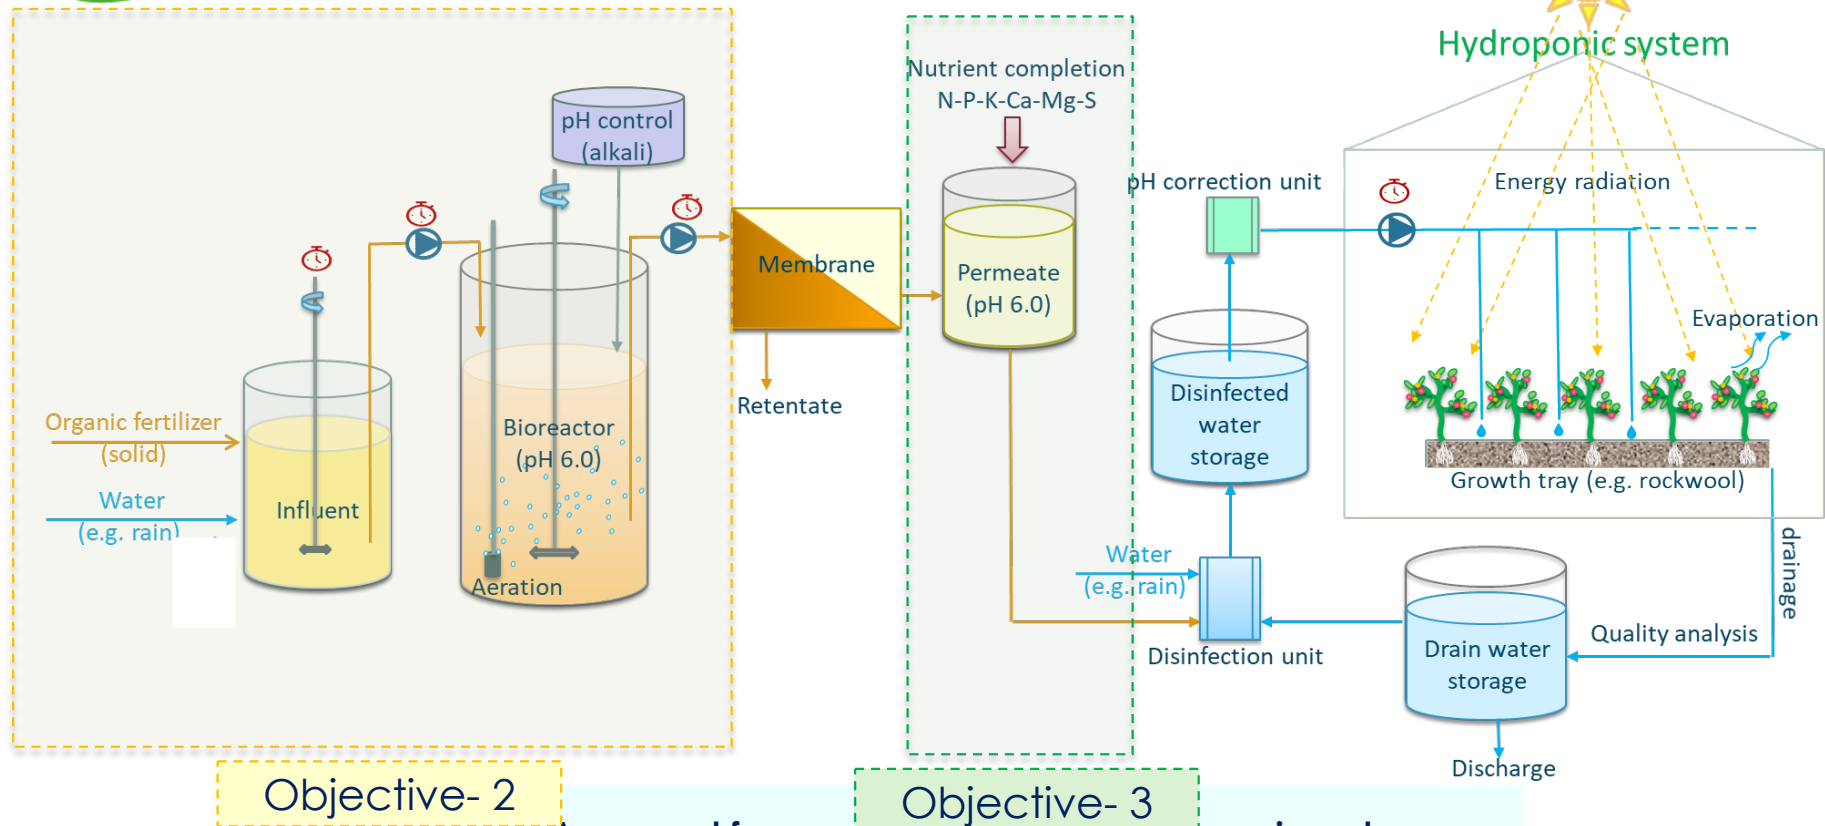 Hydroponic system
Nutrient completion
N-P-K-Ca-Mg-S
pH control
(alkali)
pH correction unit
Energy radiation
Membrane
Permeate
(pH 6.0)
Evaporation
Retentate
Disinfected
water
storage
Organic fertilizer
(solid)
Bioreactor
(pH 6.0)
Water
(e.g. rain)
Influent
Growth tray (e.g. rockwool)
Aeration
Water
(e.g. rain)
drainage
Disinfection unit
Quality analysis
Drain water
storage
Discharge
Objective- 2
Objective- 3